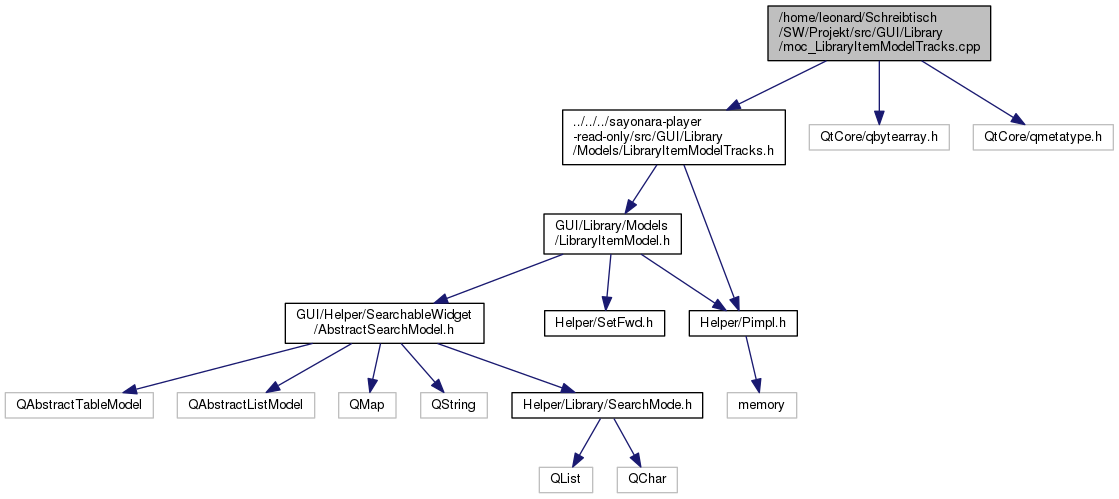 /home/leonard/Schreibtisch
/SW/Projekt/src/GUI/Library
/moc_LibraryItemModelTracks.cpp
../../../sayonara-player
-read-only/src/GUI/Library
/Models/LibraryItemModelTracks.h
QtCore/qbytearray.h
QtCore/qmetatype.h
GUI/Library/Models
/LibraryItemModel.h
GUI/Helper/SearchableWidget
/AbstractSearchModel.h
Helper/SetFwd.h
Helper/Pimpl.h
QAbstractTableModel
QAbstractListModel
QMap
QString
Helper/Library/SearchMode.h
memory
QList
QChar